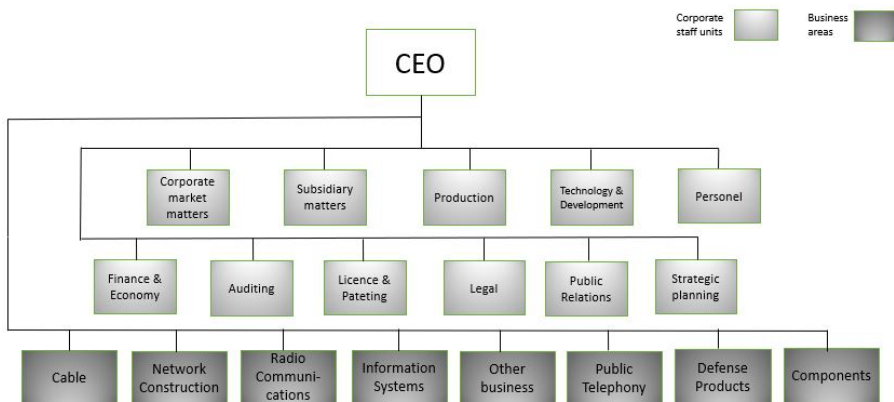 Corporate
staff units
Business
areas
CEO
Corporate
market
matters
Subsidiary
matters
Production
Technology &
Development
Personel
Finance &
Economy
Auditing
Licence &
Pateting
Legal
Public
Relations
Strategic
planning
Cable
Network
Construction
Radio
Communi-
cations
Information
Systems
Other
business
Public
Telephony
Defense
Products
Components